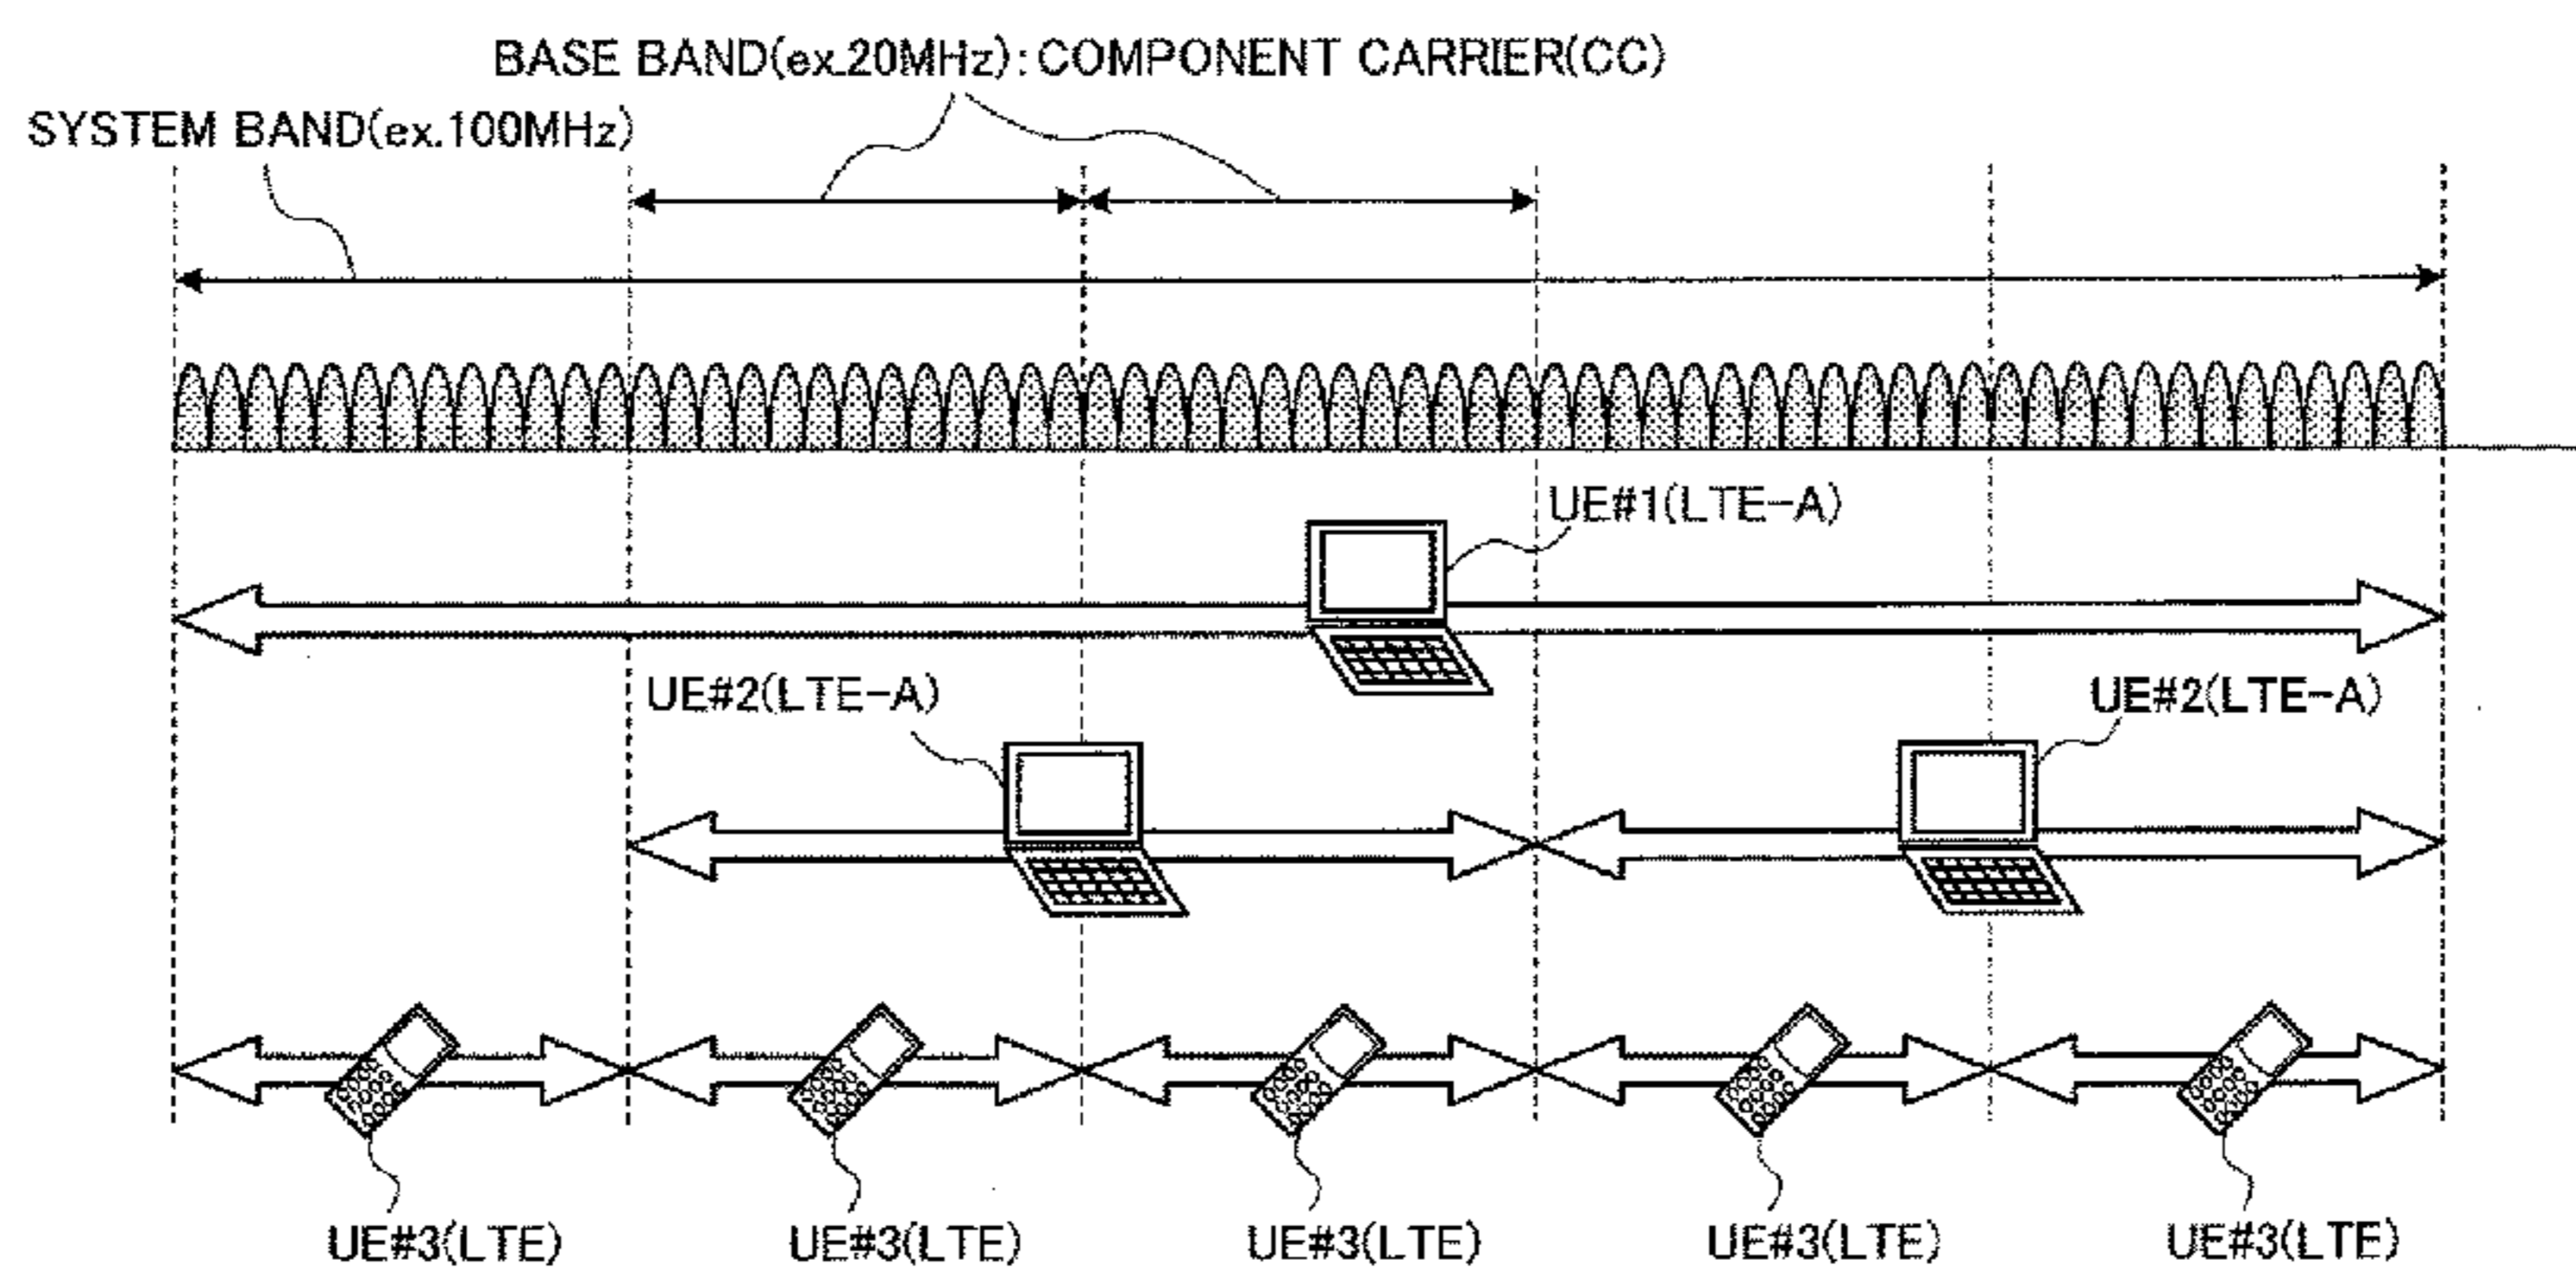 BASE BAND(ex.20MHz):COMPONENT CARRIER(CC)
SYSTEM BAND(ex.100MHz)
UE#1(LTE-A)
UE#2(LTE-A)
UE#2(LTE-A)
UE#3(LTE)
UE#3(LTE)
UE#3(LTE)
UE#3(LTE)
UE#3(LTE)